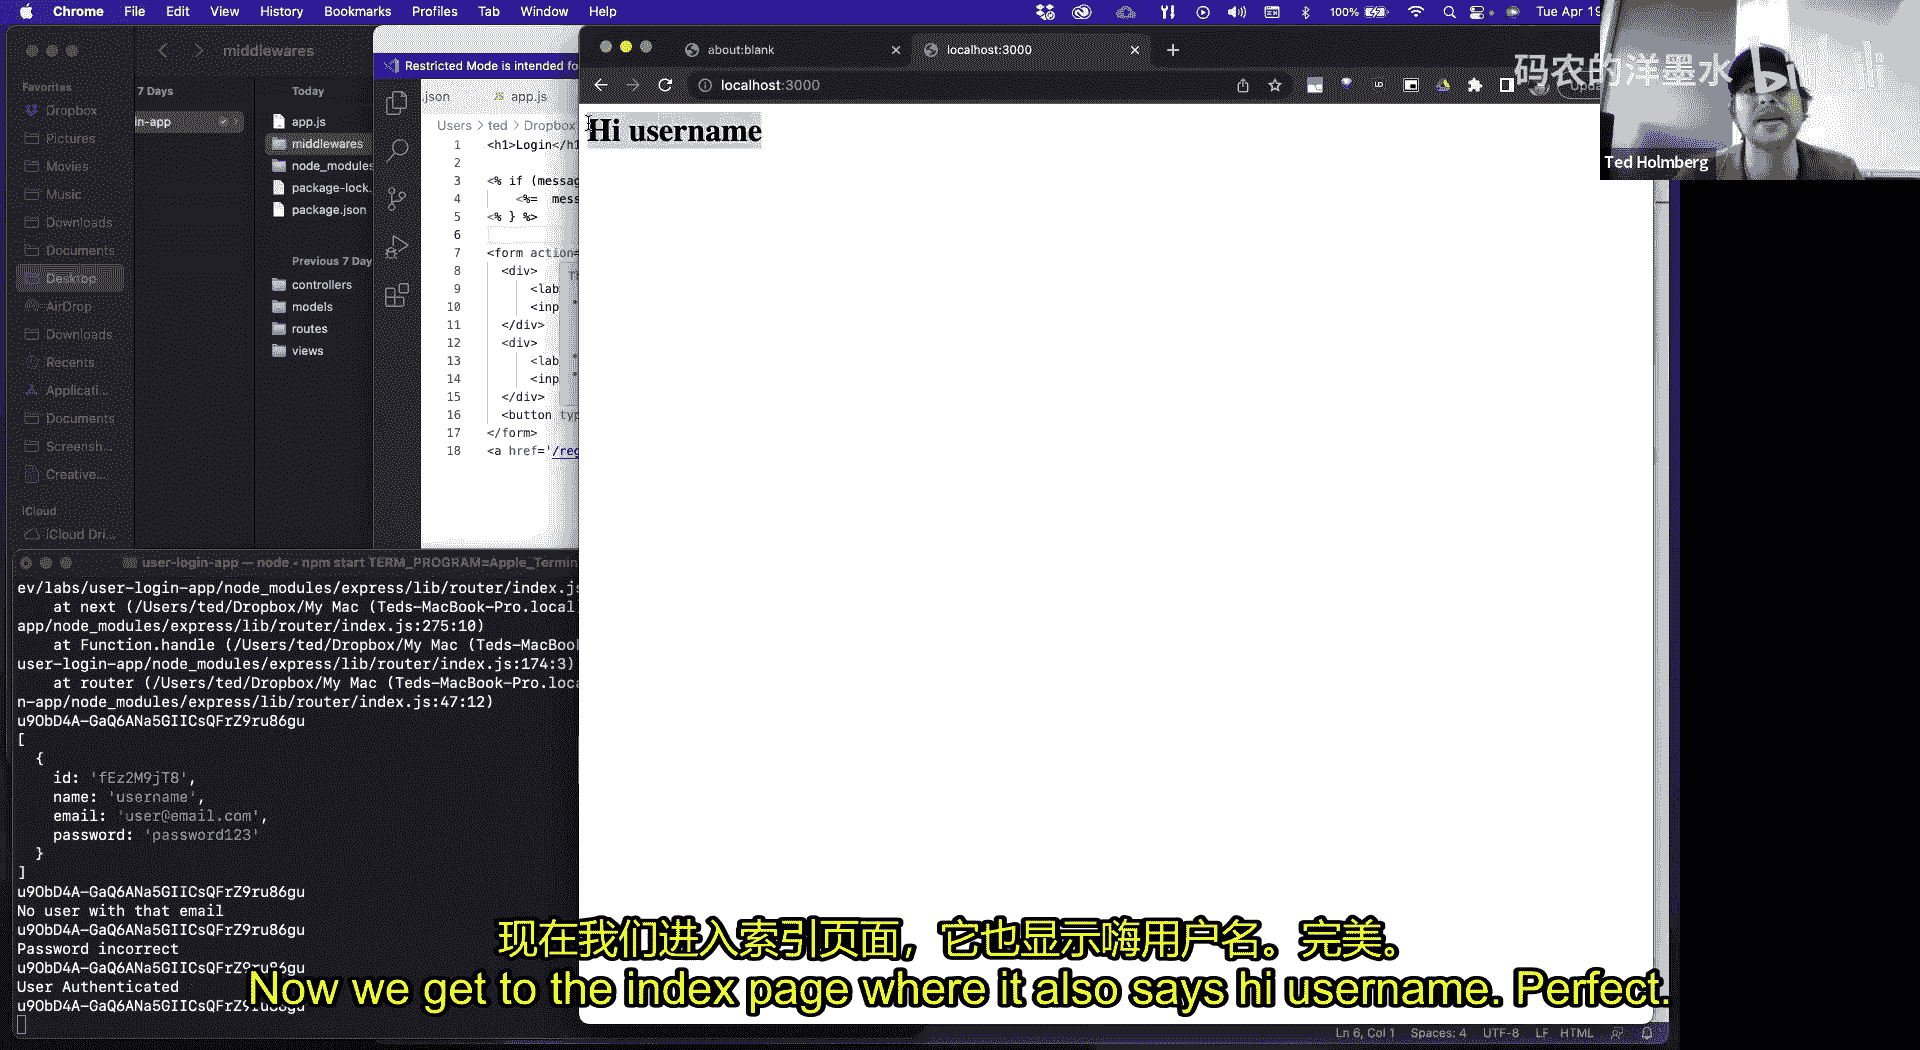 Chrome File Edit View History Bookmarks Profiles Tab Window Help
100%
Tue Apr 19
middlewares
Favorites
Dropbox
Pictures
Movies
Music
Downloads
Documents
Desktop
AirDrop
Downloads
Recents
Applicati...
Documents
Screensh...
Creative...
iCloud
iCloud Dri...
7 Days
in-app
Today
app.js
middlewares
node_modules
package-lock.
package.json
Previous 7 Day
controllers
models
routes
views
Restricted Mode is intended fo
.json app.js
Users > ted > Dropbox
1 <h1>Login</h1
2
3 <% if (messag
4 <%= mess
5 <% } %>
6
7 <form action=
8 <div>
9 <lab
10 <inp
11 </div>
12 <div>
13 <lab
14 <inp
15 </div>
16 <button typ
17 </form>
18 <a href='/reg
about:blank
localhost:3000
localhost:3000
Hi username
码农的洋墨水
Ted Holmberg
user-login-app — node - npm start TERM_PROGRAM=Apple_Termin
ev/labs/user-login-app/node_modules/express/lib/router/index.js
at next (/Users/ted/Dropbox/My Mac (Teds-MacBook-Pro.local
app/node_modules/express/lib/router/index.js:275:10)
at Function.handle (/Users/ted/Dropbox/My Mac (Teds-MacBook
user-login-app/node_modules/express/lib/router/index.js:174:3)
at router (/Users/ted/Dropbox/My Mac (Teds-MacBook-Pro.loca
n-app/node_modules/express/lib/router/index.js:47:12)
u9ObD4A-GaQ6ANa5GIICsQFrZ9ru86gu
[
{
id: 'fEz2M9jT8',
name: 'username',
email: 'user@email.com',
password: 'password123'
}
]
u9ObD4A-GaQ6ANa5GIICsQFrZ9ru86gu
No user with that email
u9ObD4A-GaQ6ANa5GIICsQFrZ9ru86gu
Password incorrect
u9ObD4A-GaQ6ANa5GIICsQFrZ9ru86gu
User Authenticated
u9ObD4A-GaQ6ANa5GIICsQFrZ9ru86gu
现在我们进入索引页面，它也显示嗨用户名。完美。
Now we get to the index page where it also says hi username. Perfect.
Ln 6, Col 1 Spaces: 4 UTF-8 LF HTML